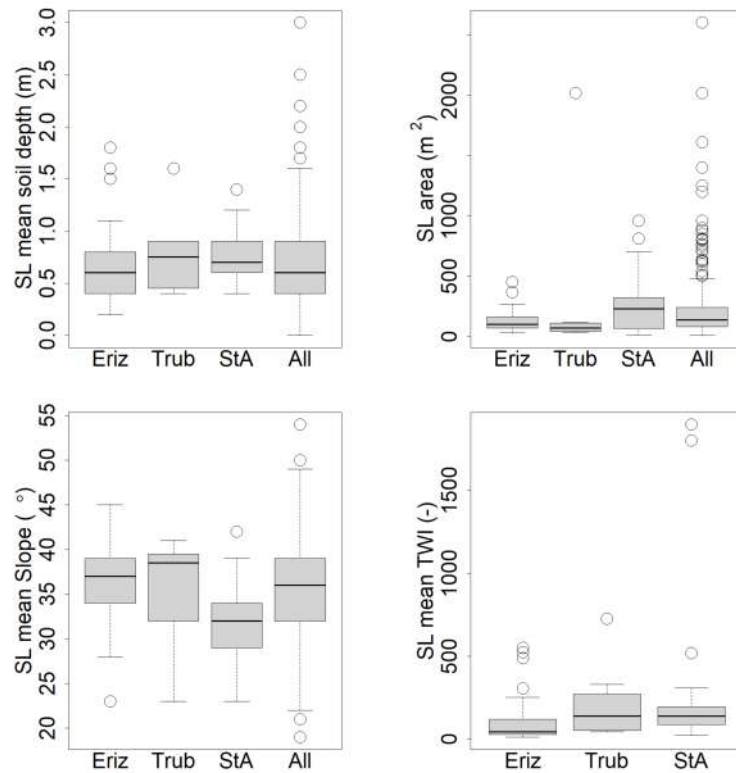 SL mean soil depth (m)
3.0
2.5
2.0
1.5
1.0
0.5
0.0
Eriz Trub StA All
SL area (m²)
2000
1000
500
0
Eriz Trub StA All
SL mean Slope ( °)
55
50
45
40
35
30
25
20
Eriz Trub StA All
SL mean TWI (-)
1500
1000
500
0
Eriz Trub StA